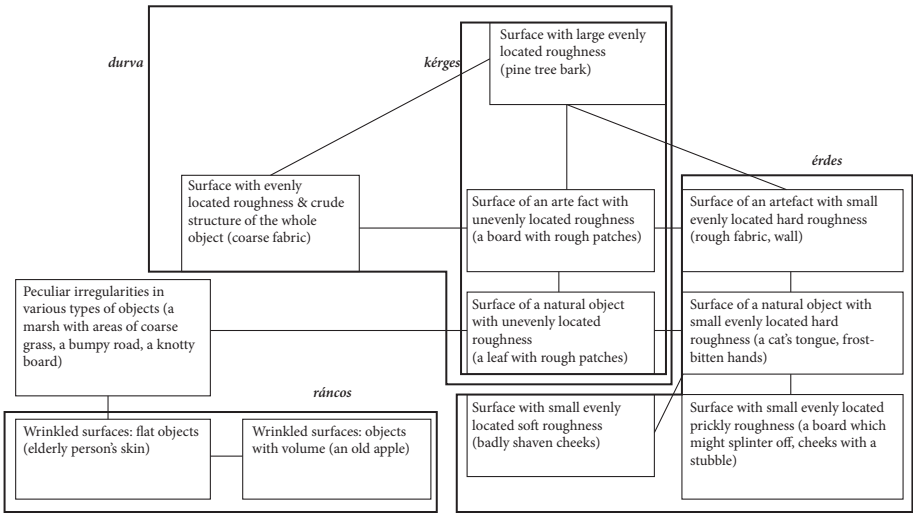 durva
kérges
Surface with large evenly
located roughness
(pine tree bark)
érdes
Surface with evenly
located roughness & crude
structure of the whole
object (coarse fabric)
Surface of an arte fact with
unevenly located roughness
(a board with rough patches)
Surface of an artefact with small
evenly located hard roughness
(rough fabric, wall)
Peculiar irregularities in
various types of objects (a
marsh with areas of coarse
grass, a bumpy road, a knotty
board)
Surface of a natural object
with unevenly located
roughness
(a leaf with rough patches)
Surface of a natural object with
small evenly located hard
roughness (a cat's tongue, frost-
bitten hands)
ráncos
Wrinkled surfaces: flat objects
(elderly person's skin)
Wrinkled surfaces: objects
with volume (an old apple)
Surface with small evenly
located soft roughness
(badly shaven cheeks)
Surface with small evenly located
prickly roughness (a board which
might splinter off, cheeks with a
stubble)